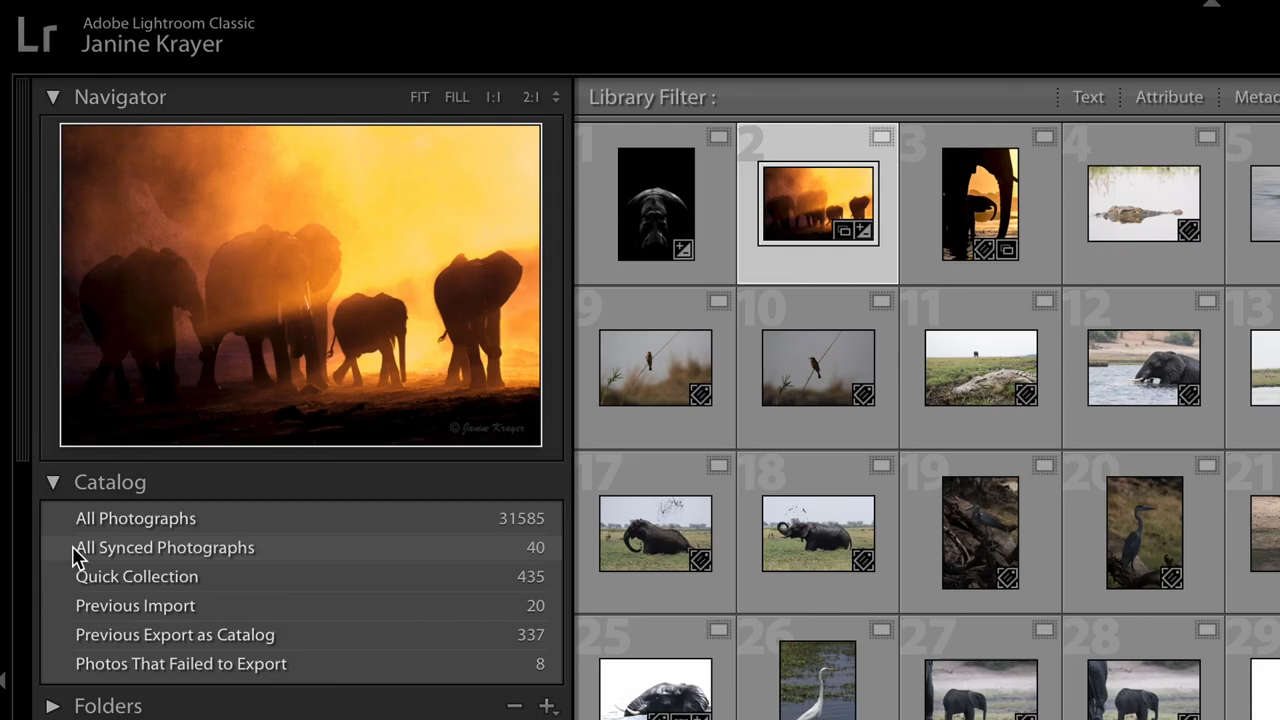 Lr
Adobe Lightroom Classic
Janine Krayer
Navigator FIT FILL 1:1 2:1
© Janine Krayer
Catalog
All Photographs 31585
All Synced Photographs 40
Quick Collection 435
Previous Import 20
Previous Export as Catalog 337
Photos That Failed to Export 8
Folders
Library Filter : Text Attribute Metac
1 2 3 4 5
9 10 11 12 13
17 18 19 20 21
25 26 27 28 29